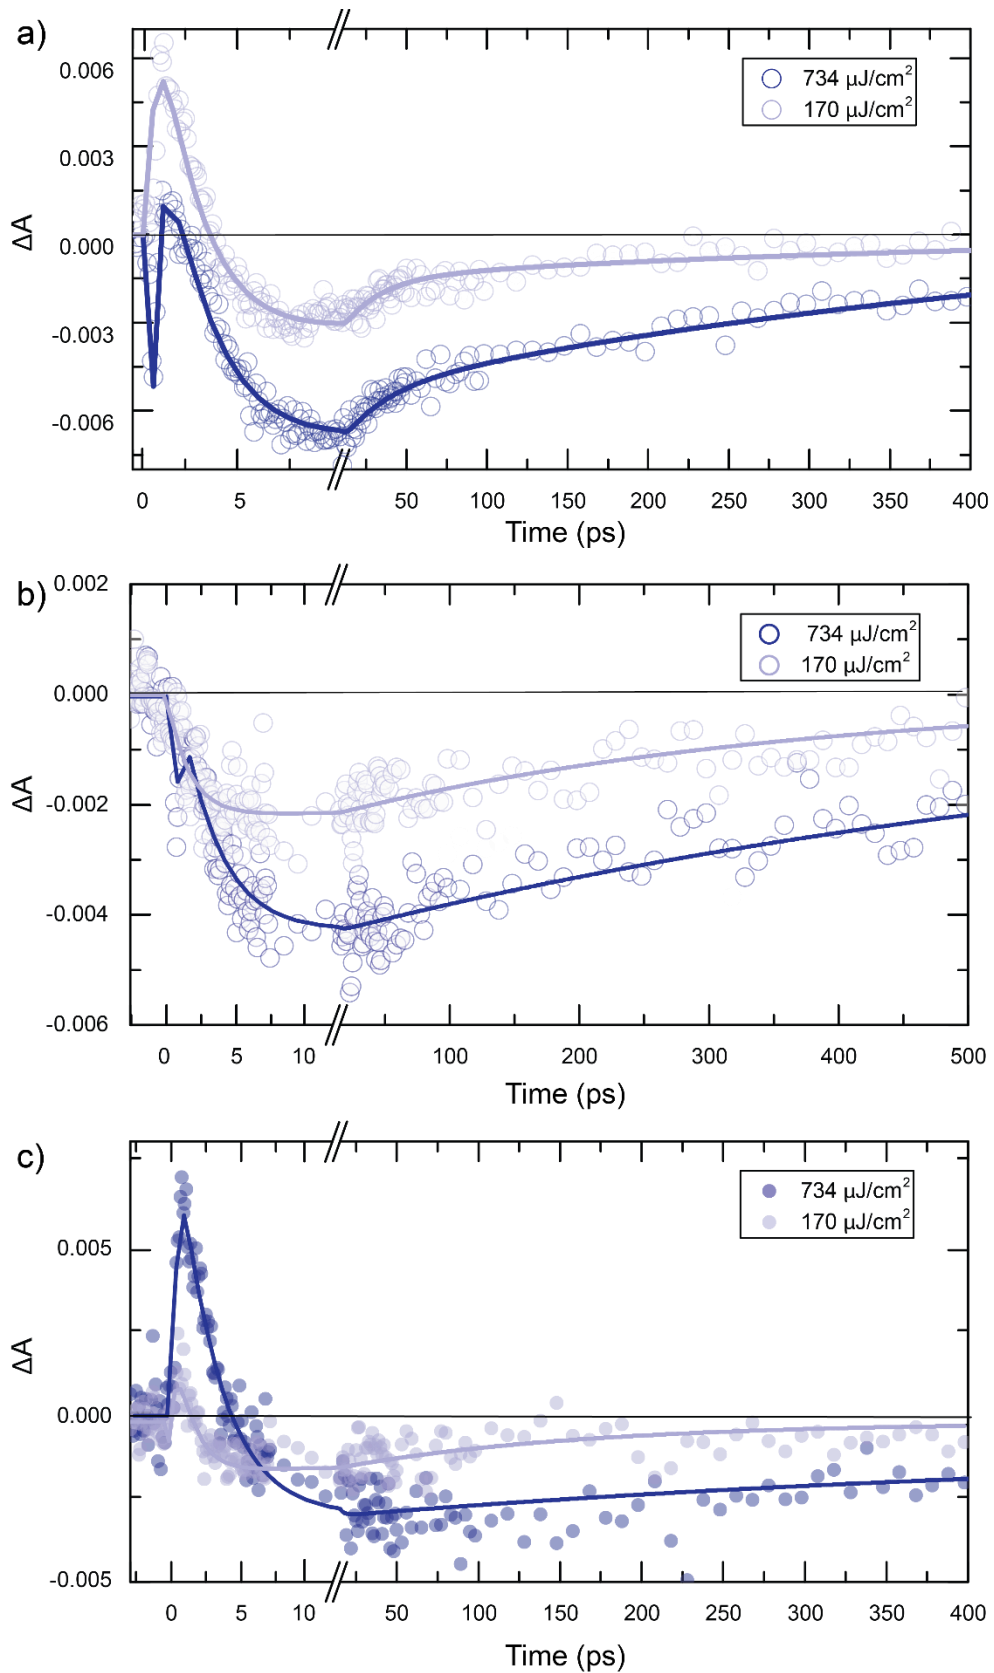 a)
0.006
0.003
0.000
-0.003
-0.006
ΔA
734 μJ/cm²
170 μJ/cm²
0 5 50 100 150 200 250 300 350 400
Time (ps)
b)
0.002
0.000
-0.002
-0.004
-0.006
ΔA
734 μJ/cm²
170 μJ/cm²
0 5 10 100 200 300 400 500
Time (ps)
c)
0.005
0.000
-0.005
ΔA
734 μJ/cm²
170 μJ/cm²
0 5 10 50 100 150 200 250 300 350 400
Time (ps)